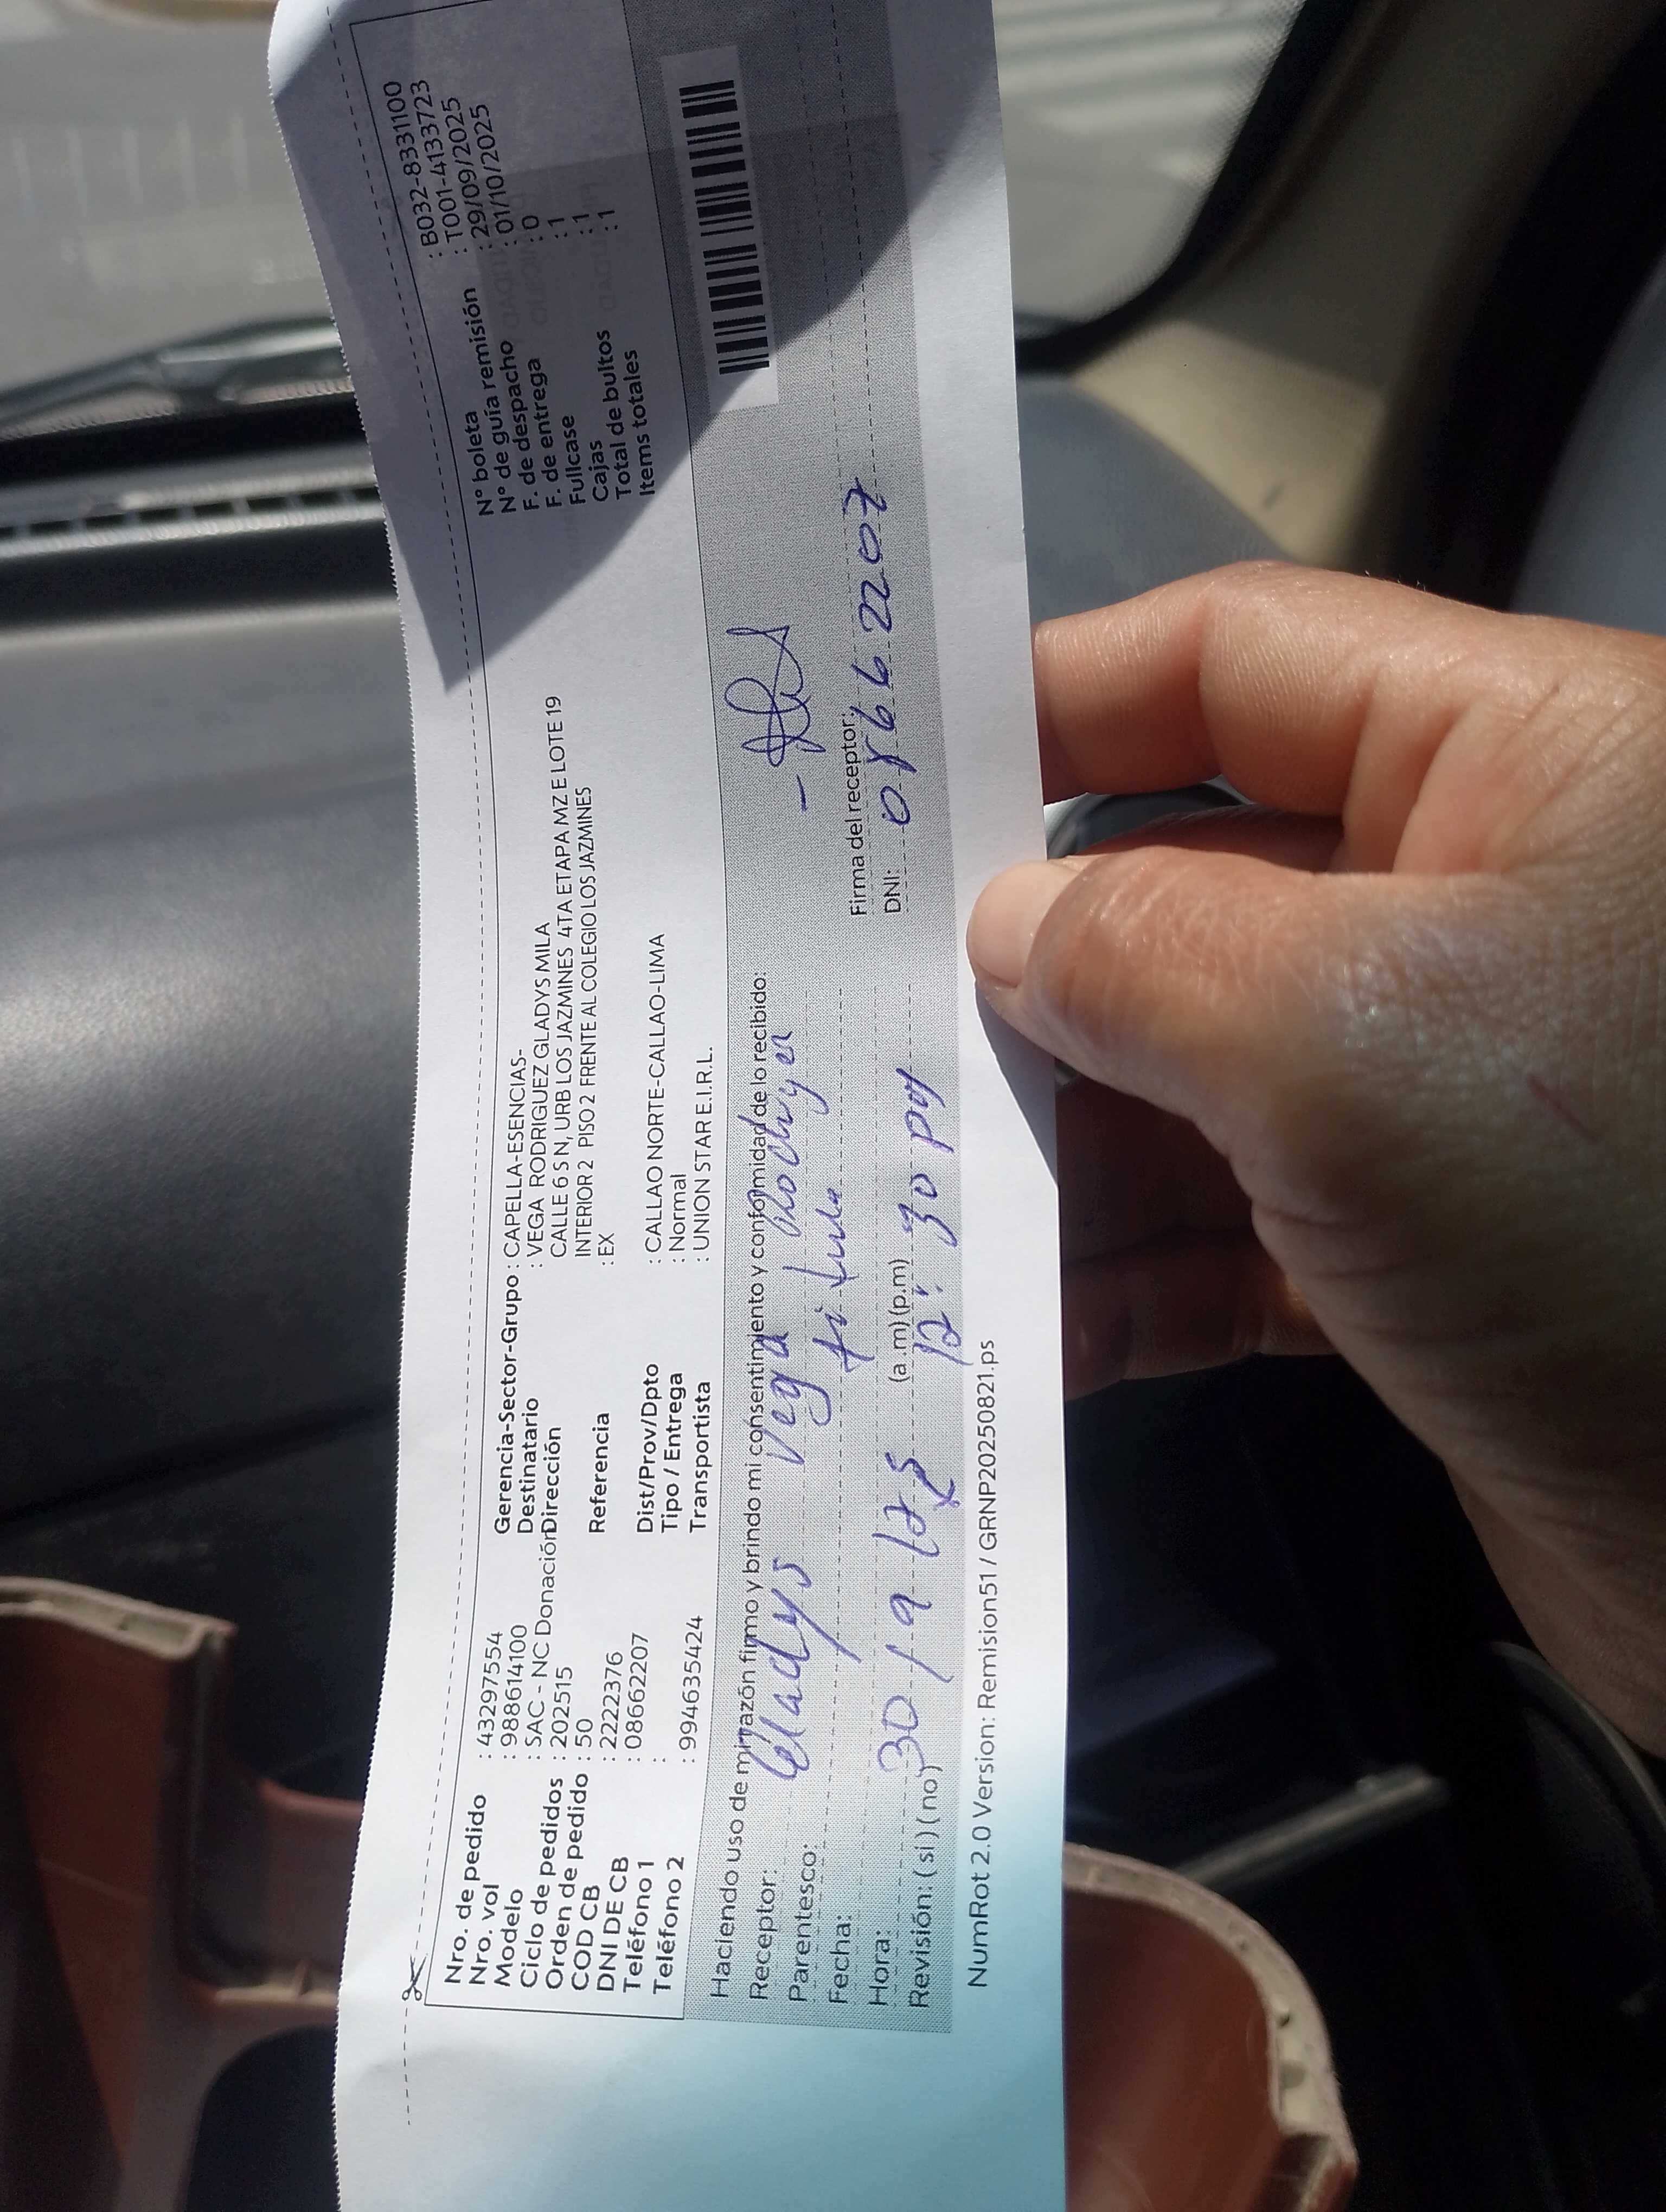 Nro. de pedido : 43297554
Nro. vol : 988614100
Modelo : SAC - NC Donación
Ciclo de pedidos : 202515
Orden de pedido : 50
COD CB : 2222376
DNI DE CB : 08662207
Teléfono 1 :
Teléfono 2 : 994635424
Gerencia-Sector-Grupo : CAPELLA-ESENCIAS-
Destinatario : VEGA RODRIGUEZ GLADYS MILA
Dirección CALLE 6 S N, URB LOS JAZMINES 4TA ETAPA MZ E LOTE 19
INTERIOR 2 PISO 2 FRENTE AL COLEGIO LOS JAZMINES
Referencia : EX
Dist/Prov/Dpto : CALLAO NORTE-CALLAO-LIMA
Tipo / Entrega : Normal
Transportista : UNION STAR E.I.R.L.
N° boleta : B032-8331100
N° de guía remisión : T001-4133723
F. de despacho : 29/09/2025
F. de entrega : 01/10/2025
Fullcase : 0
Cajas : 1
Total de bultos : 1
Items totales : 1
Haciendo uso de mi razón firmo y brindo mi consentimiento y conformidad de lo recibido:
Receptor: Gladys Vega
Parentesco:
Fecha: 30/9
Hora: (a.m)(p.m) 12:30 pm
Revisión: (si)(no)
Firma del receptor:
DNI: 08662207
NumRot 2.0 Version: Remision51 / GRNP20250821.ps